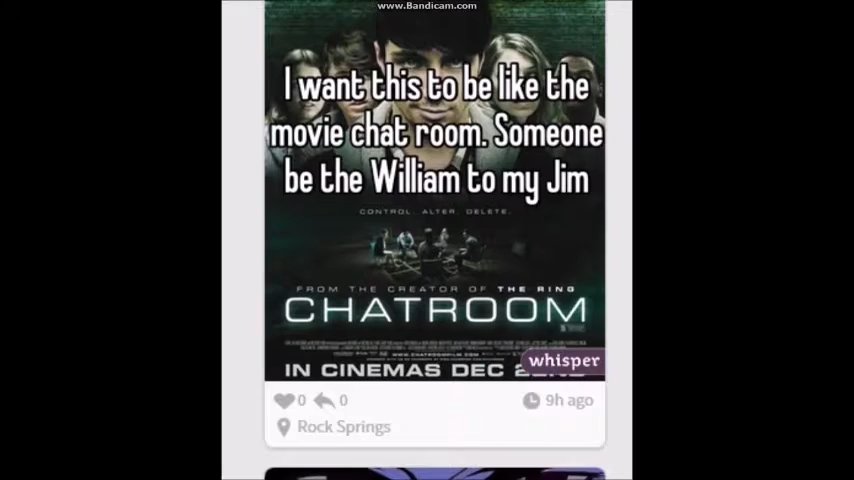 www.Bandicam.com
I want this to be like the
movie chat room. Someone
be the William to my Jim
CONTROL. ALTER. DELETE.
FROM THE CREATOR OF THE RING
CHATROOM
IN CINEMAS DEC
whisper
0
0
9h ago
Rock Springs